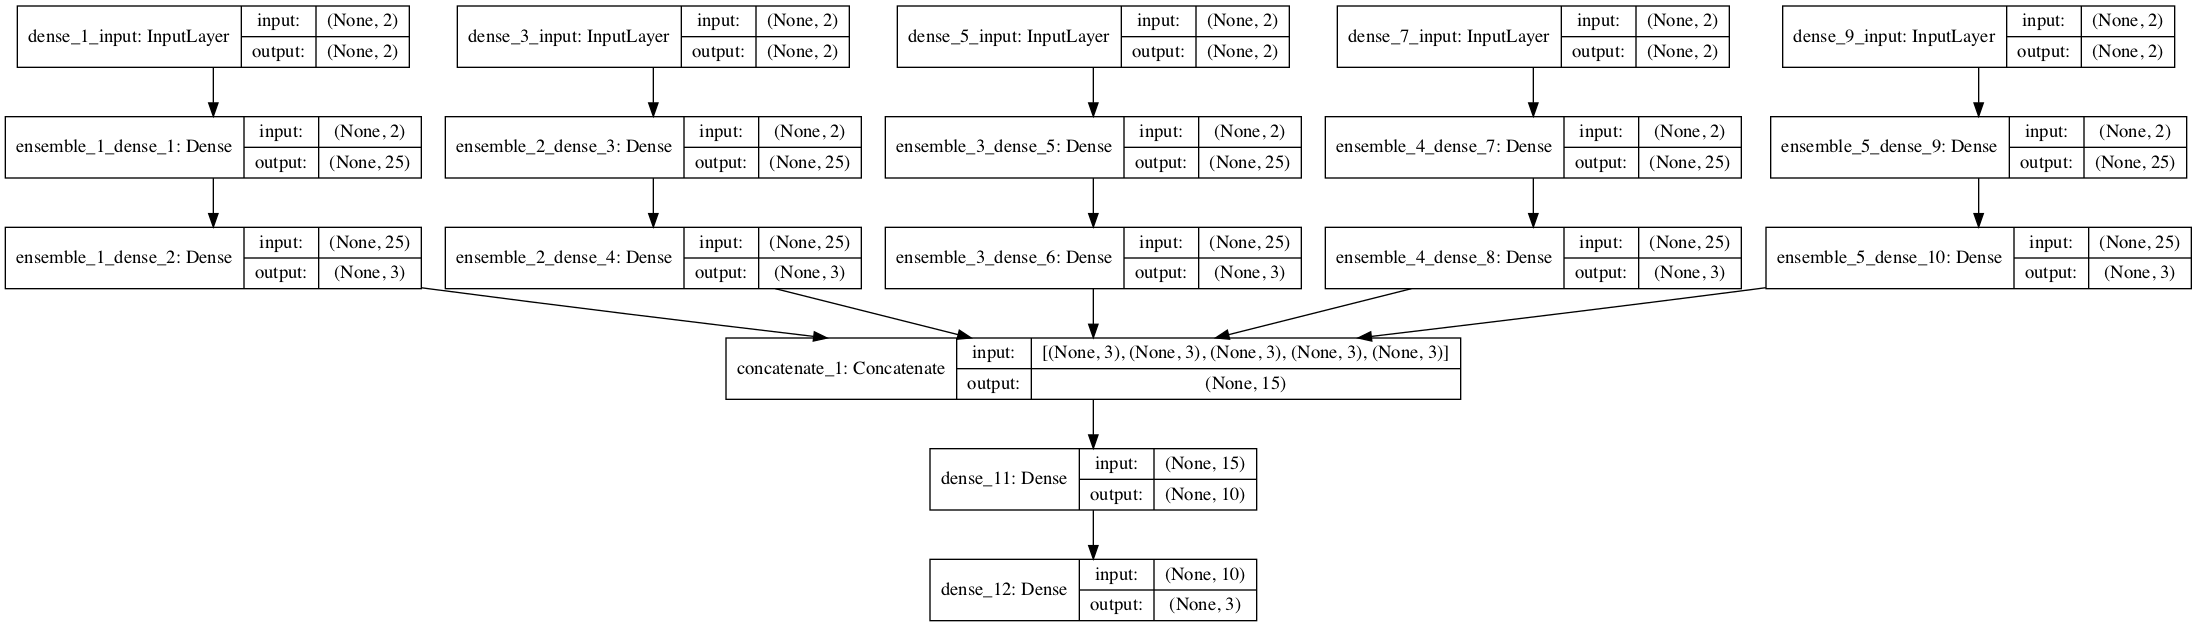 dense_1_input: InputLayer input: (None, 2) output: (None, 2)
dense_3_input: InputLayer input: (None, 2) output: (None, 2)
dense_5_input: InputLayer input: (None, 2) output: (None, 2)
dense_7_input: InputLayer input: (None, 2) output: (None, 2)
dense_9_input: InputLayer input: (None, 2) output: (None, 2)
ensemble_1_dense_1: Dense input: (None, 2) output: (None, 25)
ensemble_2_dense_3: Dense input: (None, 2) output: (None, 25)
ensemble_3_dense_5: Dense input: (None, 2) output: (None, 25)
ensemble_4_dense_7: Dense input: (None, 2) output: (None, 25)
ensemble_5_dense_9: Dense input: (None, 2) output: (None, 25)
ensemble_1_dense_2: Dense input: (None, 25) output: (None, 3)
ensemble_2_dense_4: Dense input: (None, 25) output: (None, 3)
ensemble_3_dense_6: Dense input: (None, 25) output: (None, 3)
ensemble_4_dense_8: Dense input: (None, 25) output: (None, 3)
ensemble_5_dense_10: Dense input: (None, 25) output: (None, 3)
concatenate_1: Concatenate input: [(None, 3), (None, 3), (None, 3), (None, 3), (None, 3)] output: (None, 15)
dense_11: Dense input: (None, 15) output: (None, 10)
dense_12: Dense input: (None, 10) output: (None, 3)